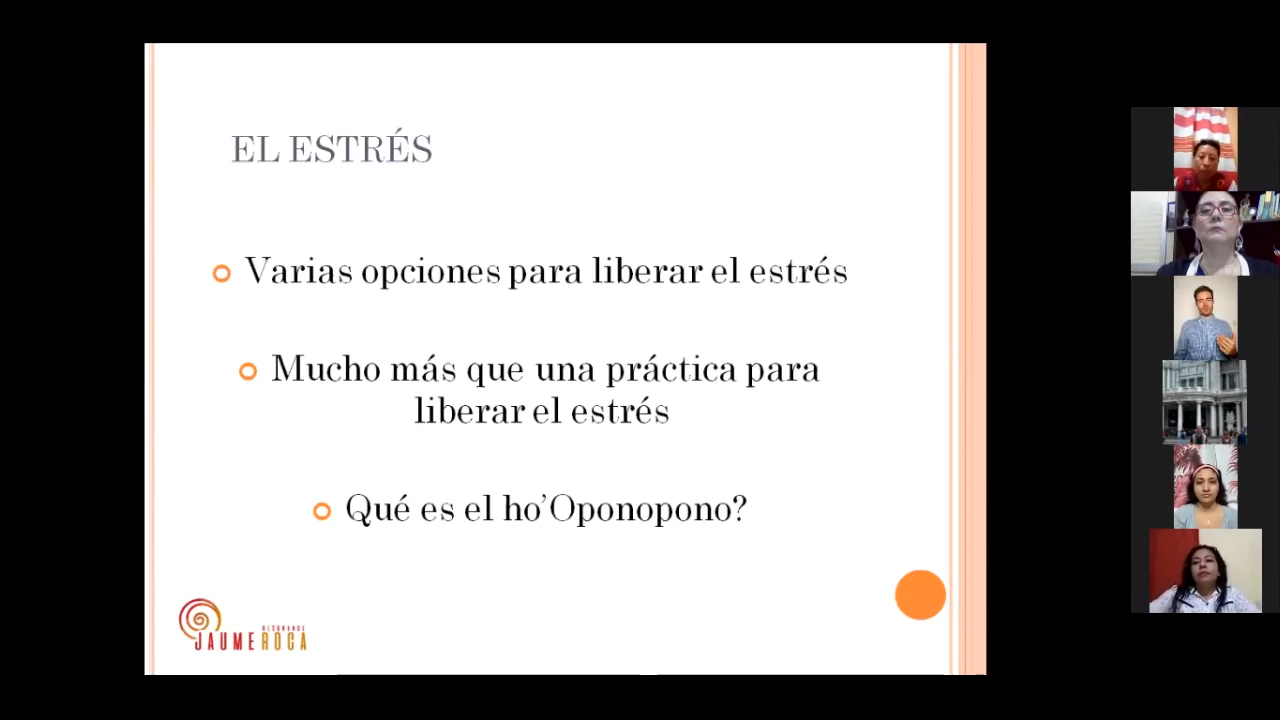 EL ESTRÉS
Varias opciones para liberar el estrés
Mucho más que una práctica para
liberar el estrés
Qué es el ho’Oponopono?
RESONANCE
JAUME ROCA